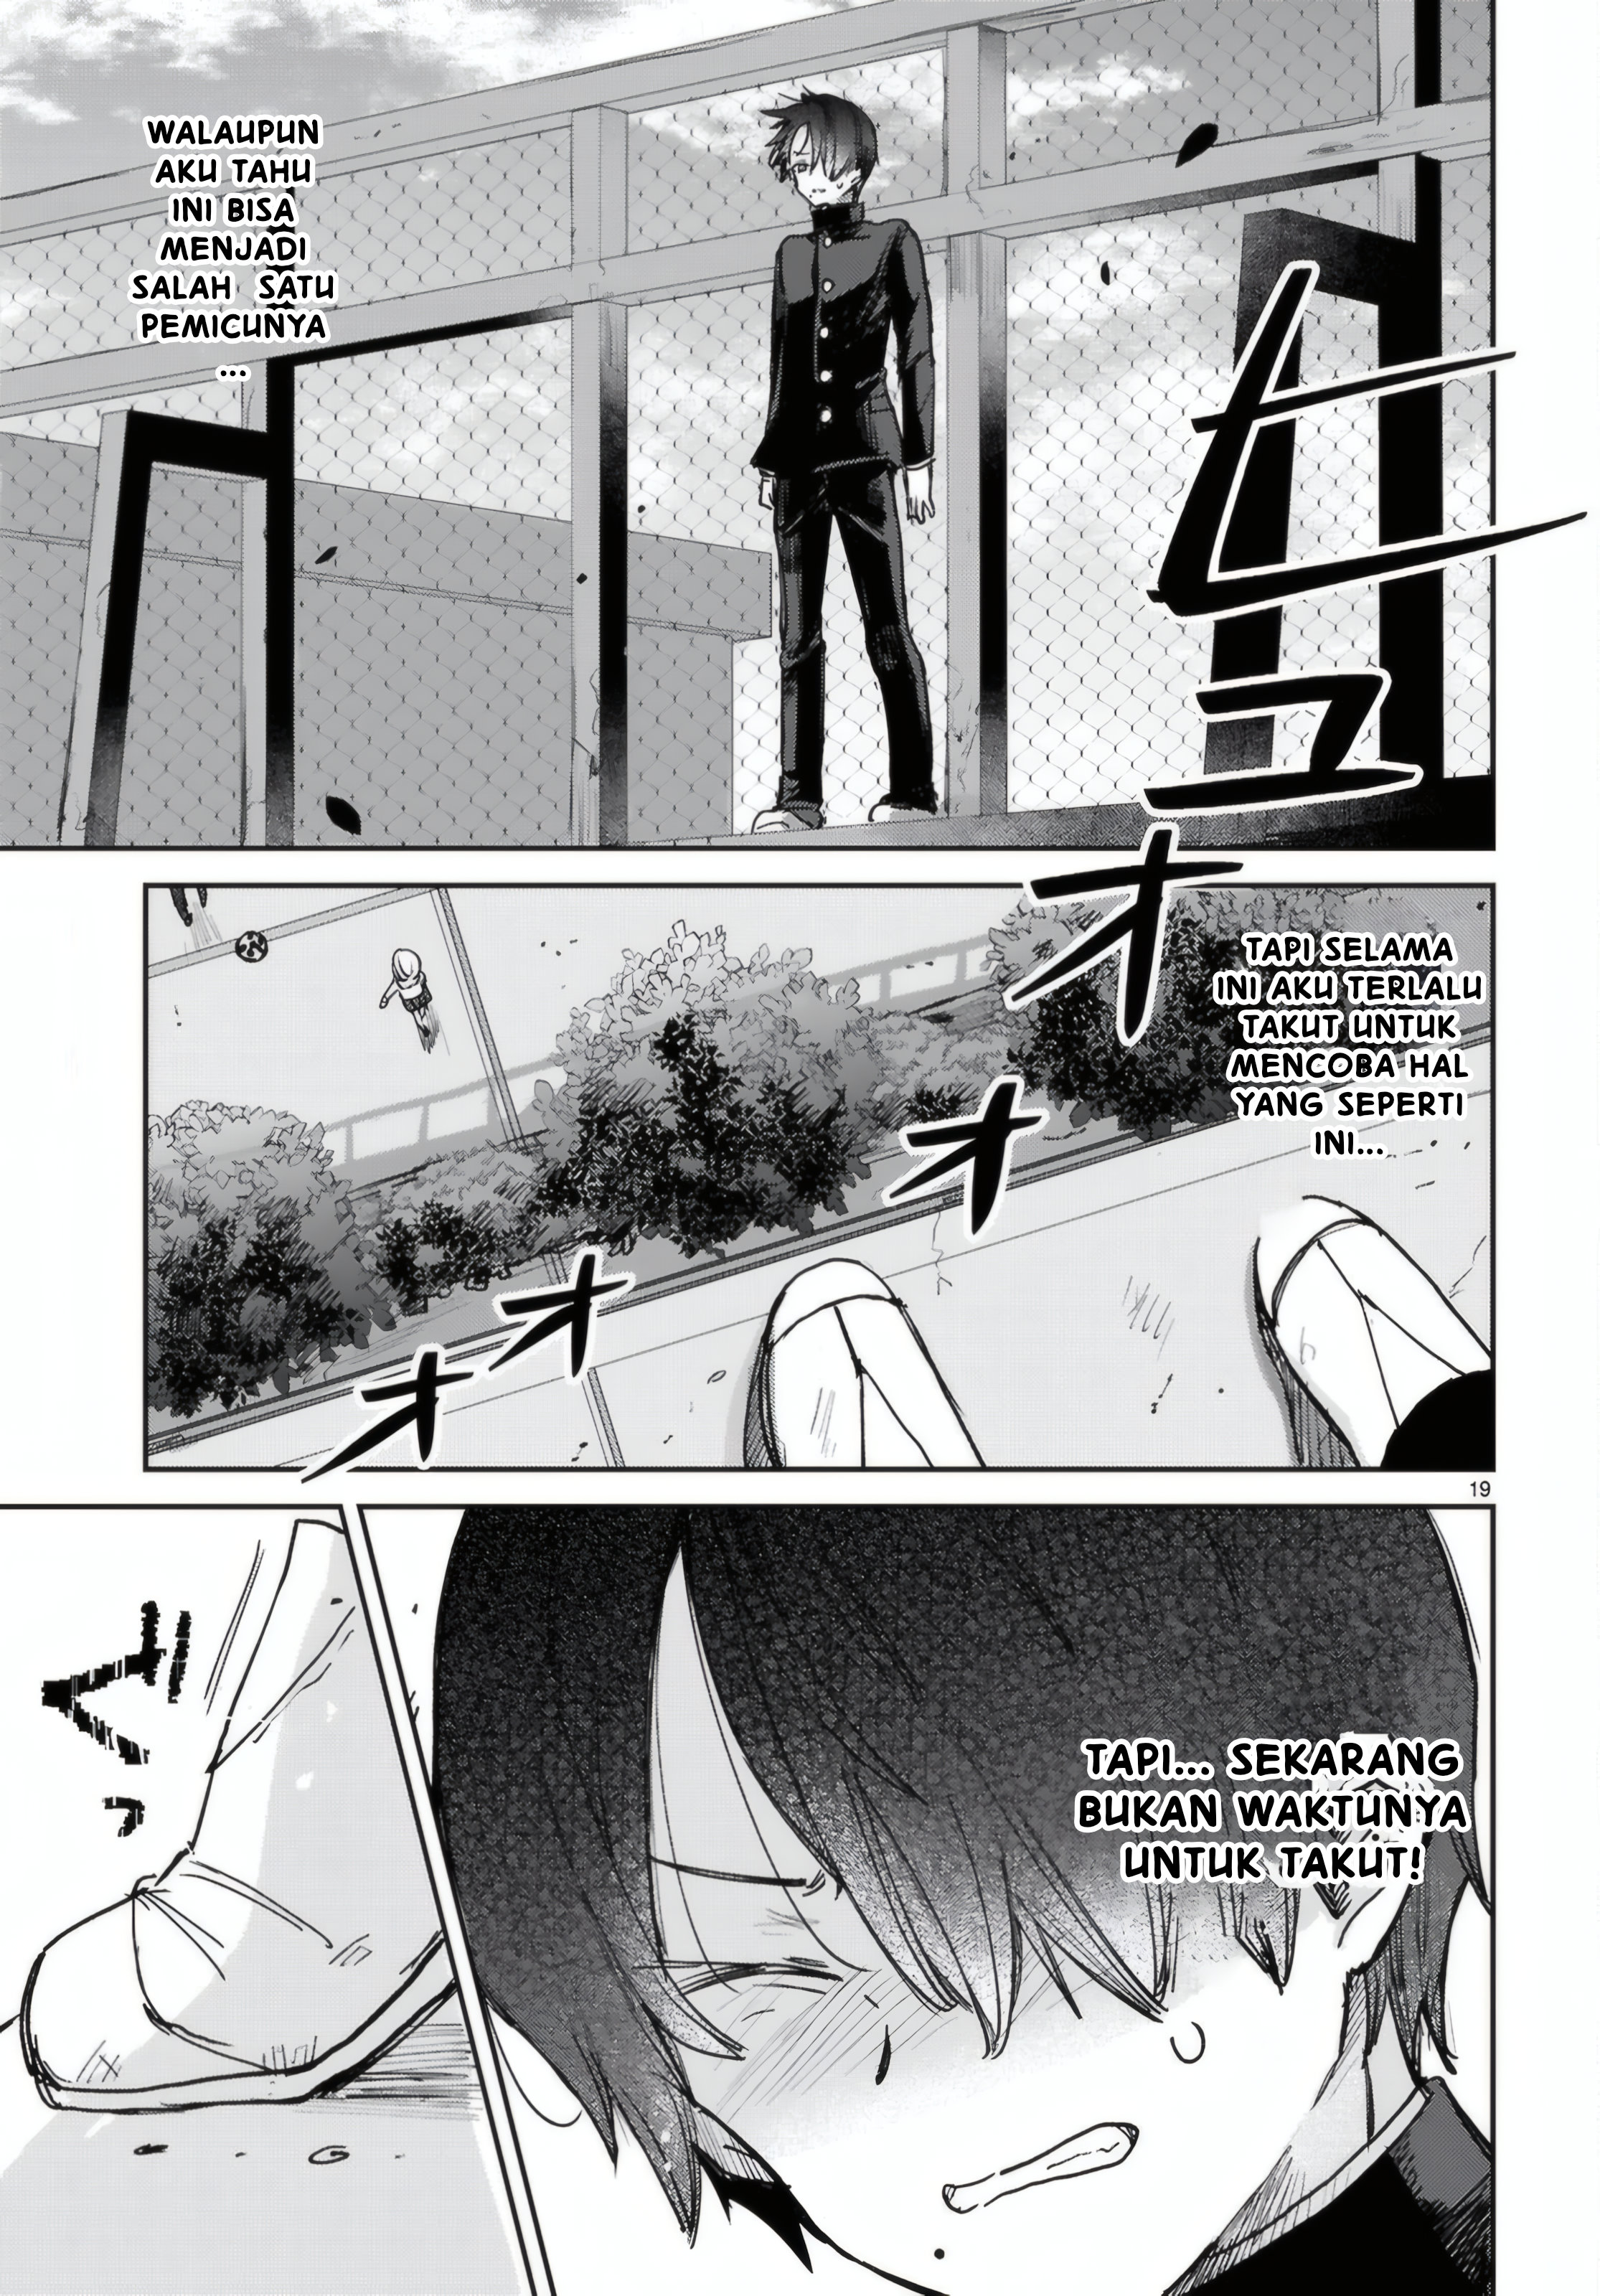 WALAUPUN
AKU TAHU
INI BISA
MENJADI
SALAH SATU
PEMICUNYA
...
ヒュオオオオ
TAPI SELAMA
INI AKU TERLALU
TAKUT UNTUK
MENCOBA HAL
YANG SEPERTI
INI...
19
TAPI... SEKARANG
BUKAN WAKTUNYA
UNTUK TAKUT!